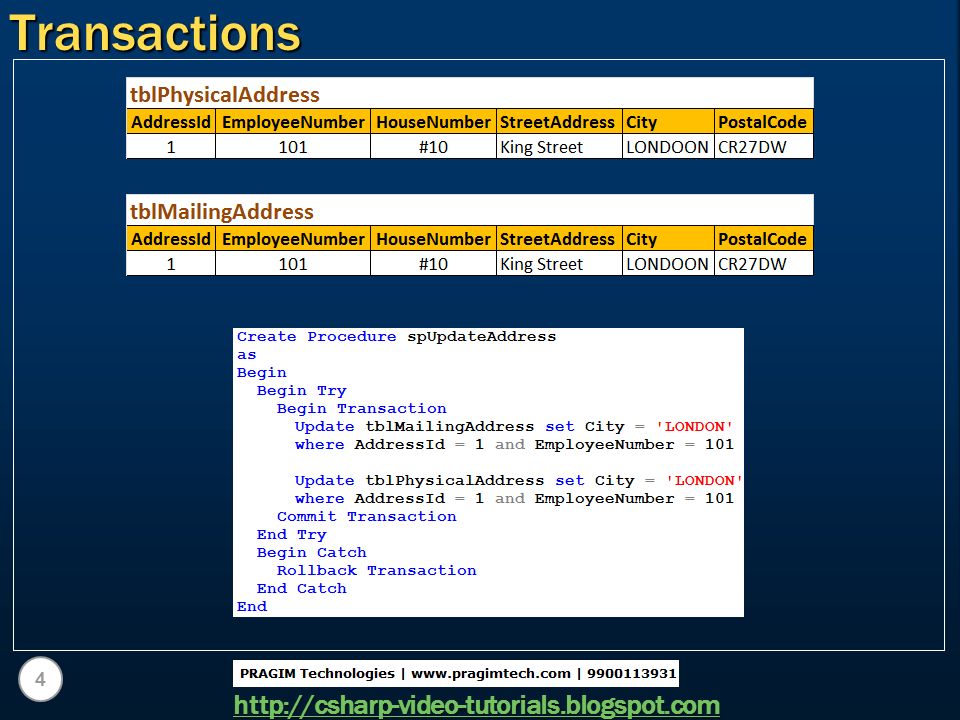 Transactions
tblPhysicalAddress
AddressId EmployeeNumber HouseNumber StreetAddress City PostalCode
1 101 #10 King Street LONDOON CR27DW
tblMailingAddress
AddressId EmployeeNumber HouseNumber StreetAddress City PostalCode
1 101 #10 King Street LONDOON CR27DW
Create Procedure spUpdateAddress
as
Begin
Begin Try
Begin Transaction
Update tblMailingAddress set City = 'LONDON'
where AddressId = 1 and EmployeeNumber = 101
Update tblPhysicalAddress set City = 'LONDON'
where AddressId = 1 and EmployeeNumber = 101
Commit Transaction
End Try
Begin Catch
Rollback Transaction
End Catch
End
4
PRAGIM Technologies | www.pragimtech.com | 9900113931
http://csharp-video-tutorials.blogspot.com